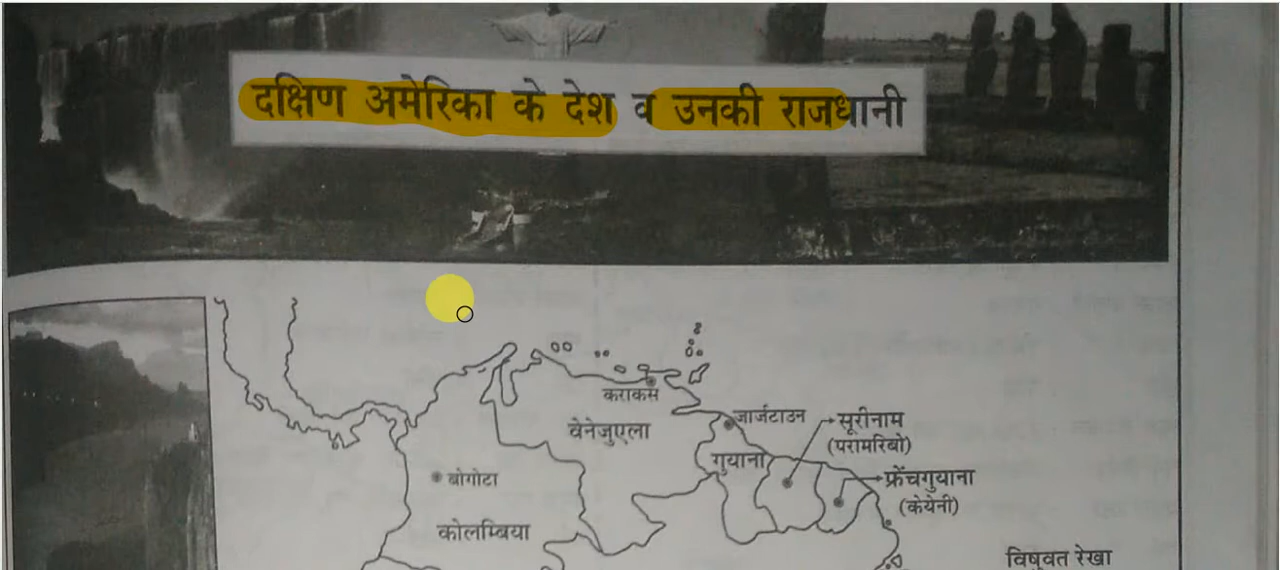 दक्षिण अमेरिका के देश व उनकी राजधानी
काराकस
जार्जटाउन
सूरीनाम
(परामरिबो)
वेनेजुएला
गुयाना
फ्रेंचगुयाना
(केयेनी)
बोगोटा
कोलम्बिया
विषुवत रेखा